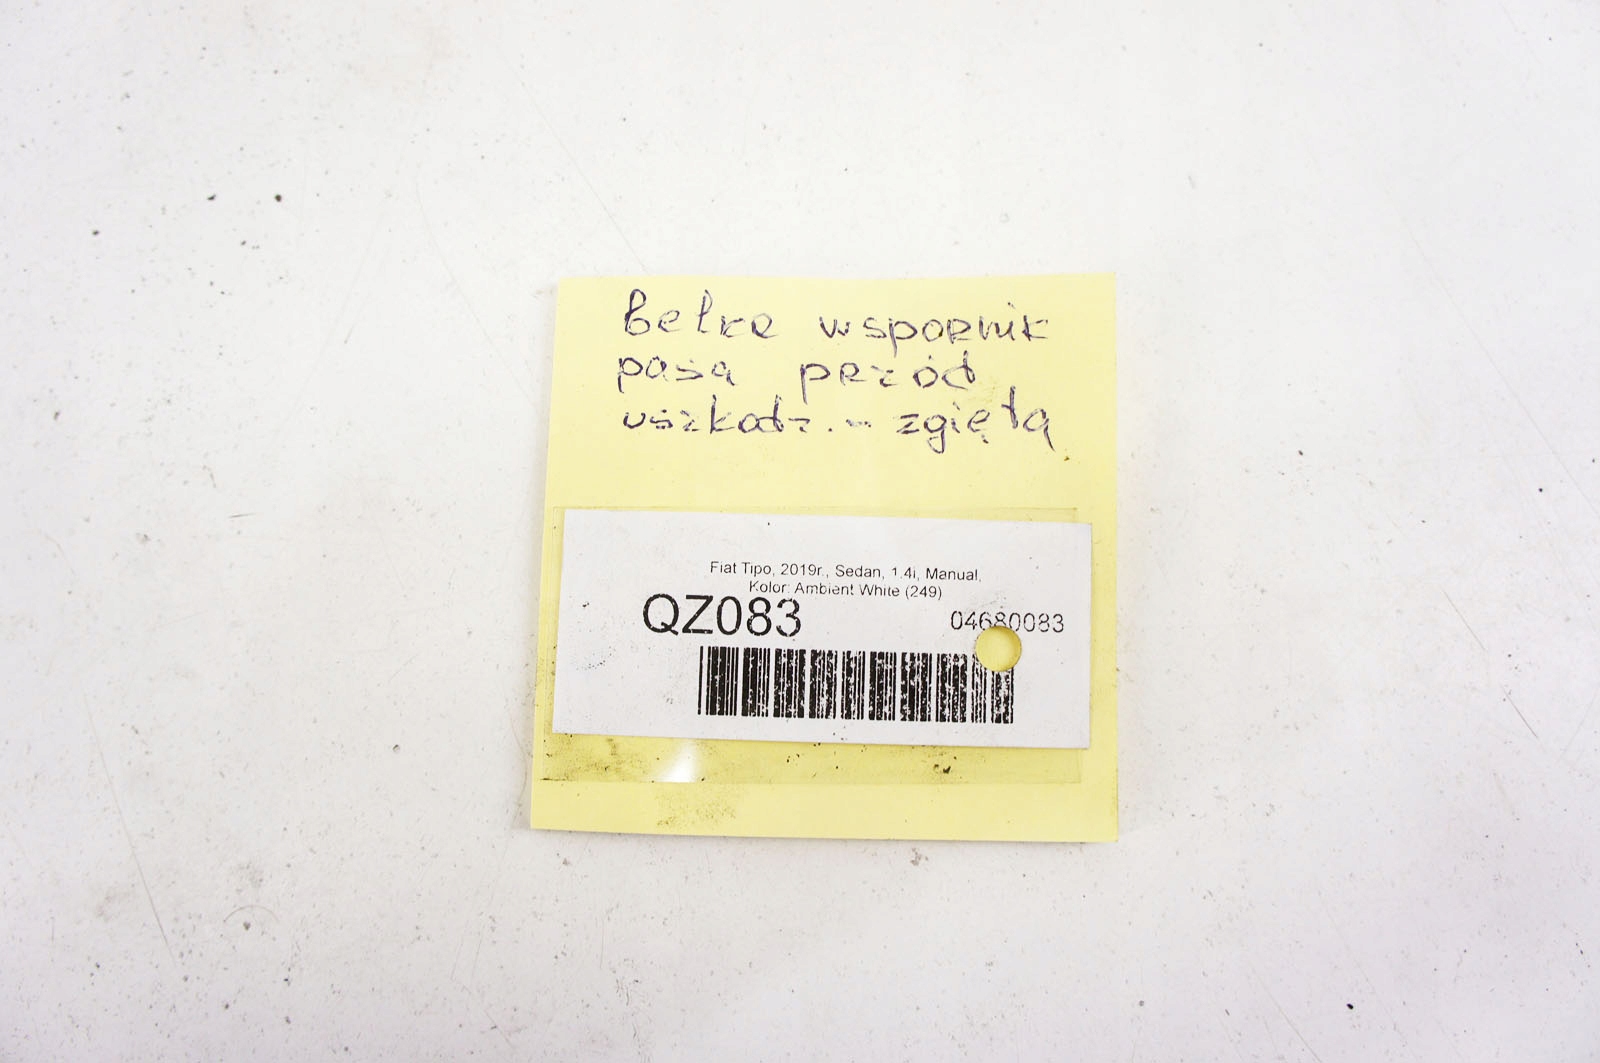 Belka wspornik
pasa przód
uszkodz. - zgięta
Fiat Tipo, 2019r., Sedan, 1.4i, Manual,
Kolor: Ambient White (249)
QZ083
04680083